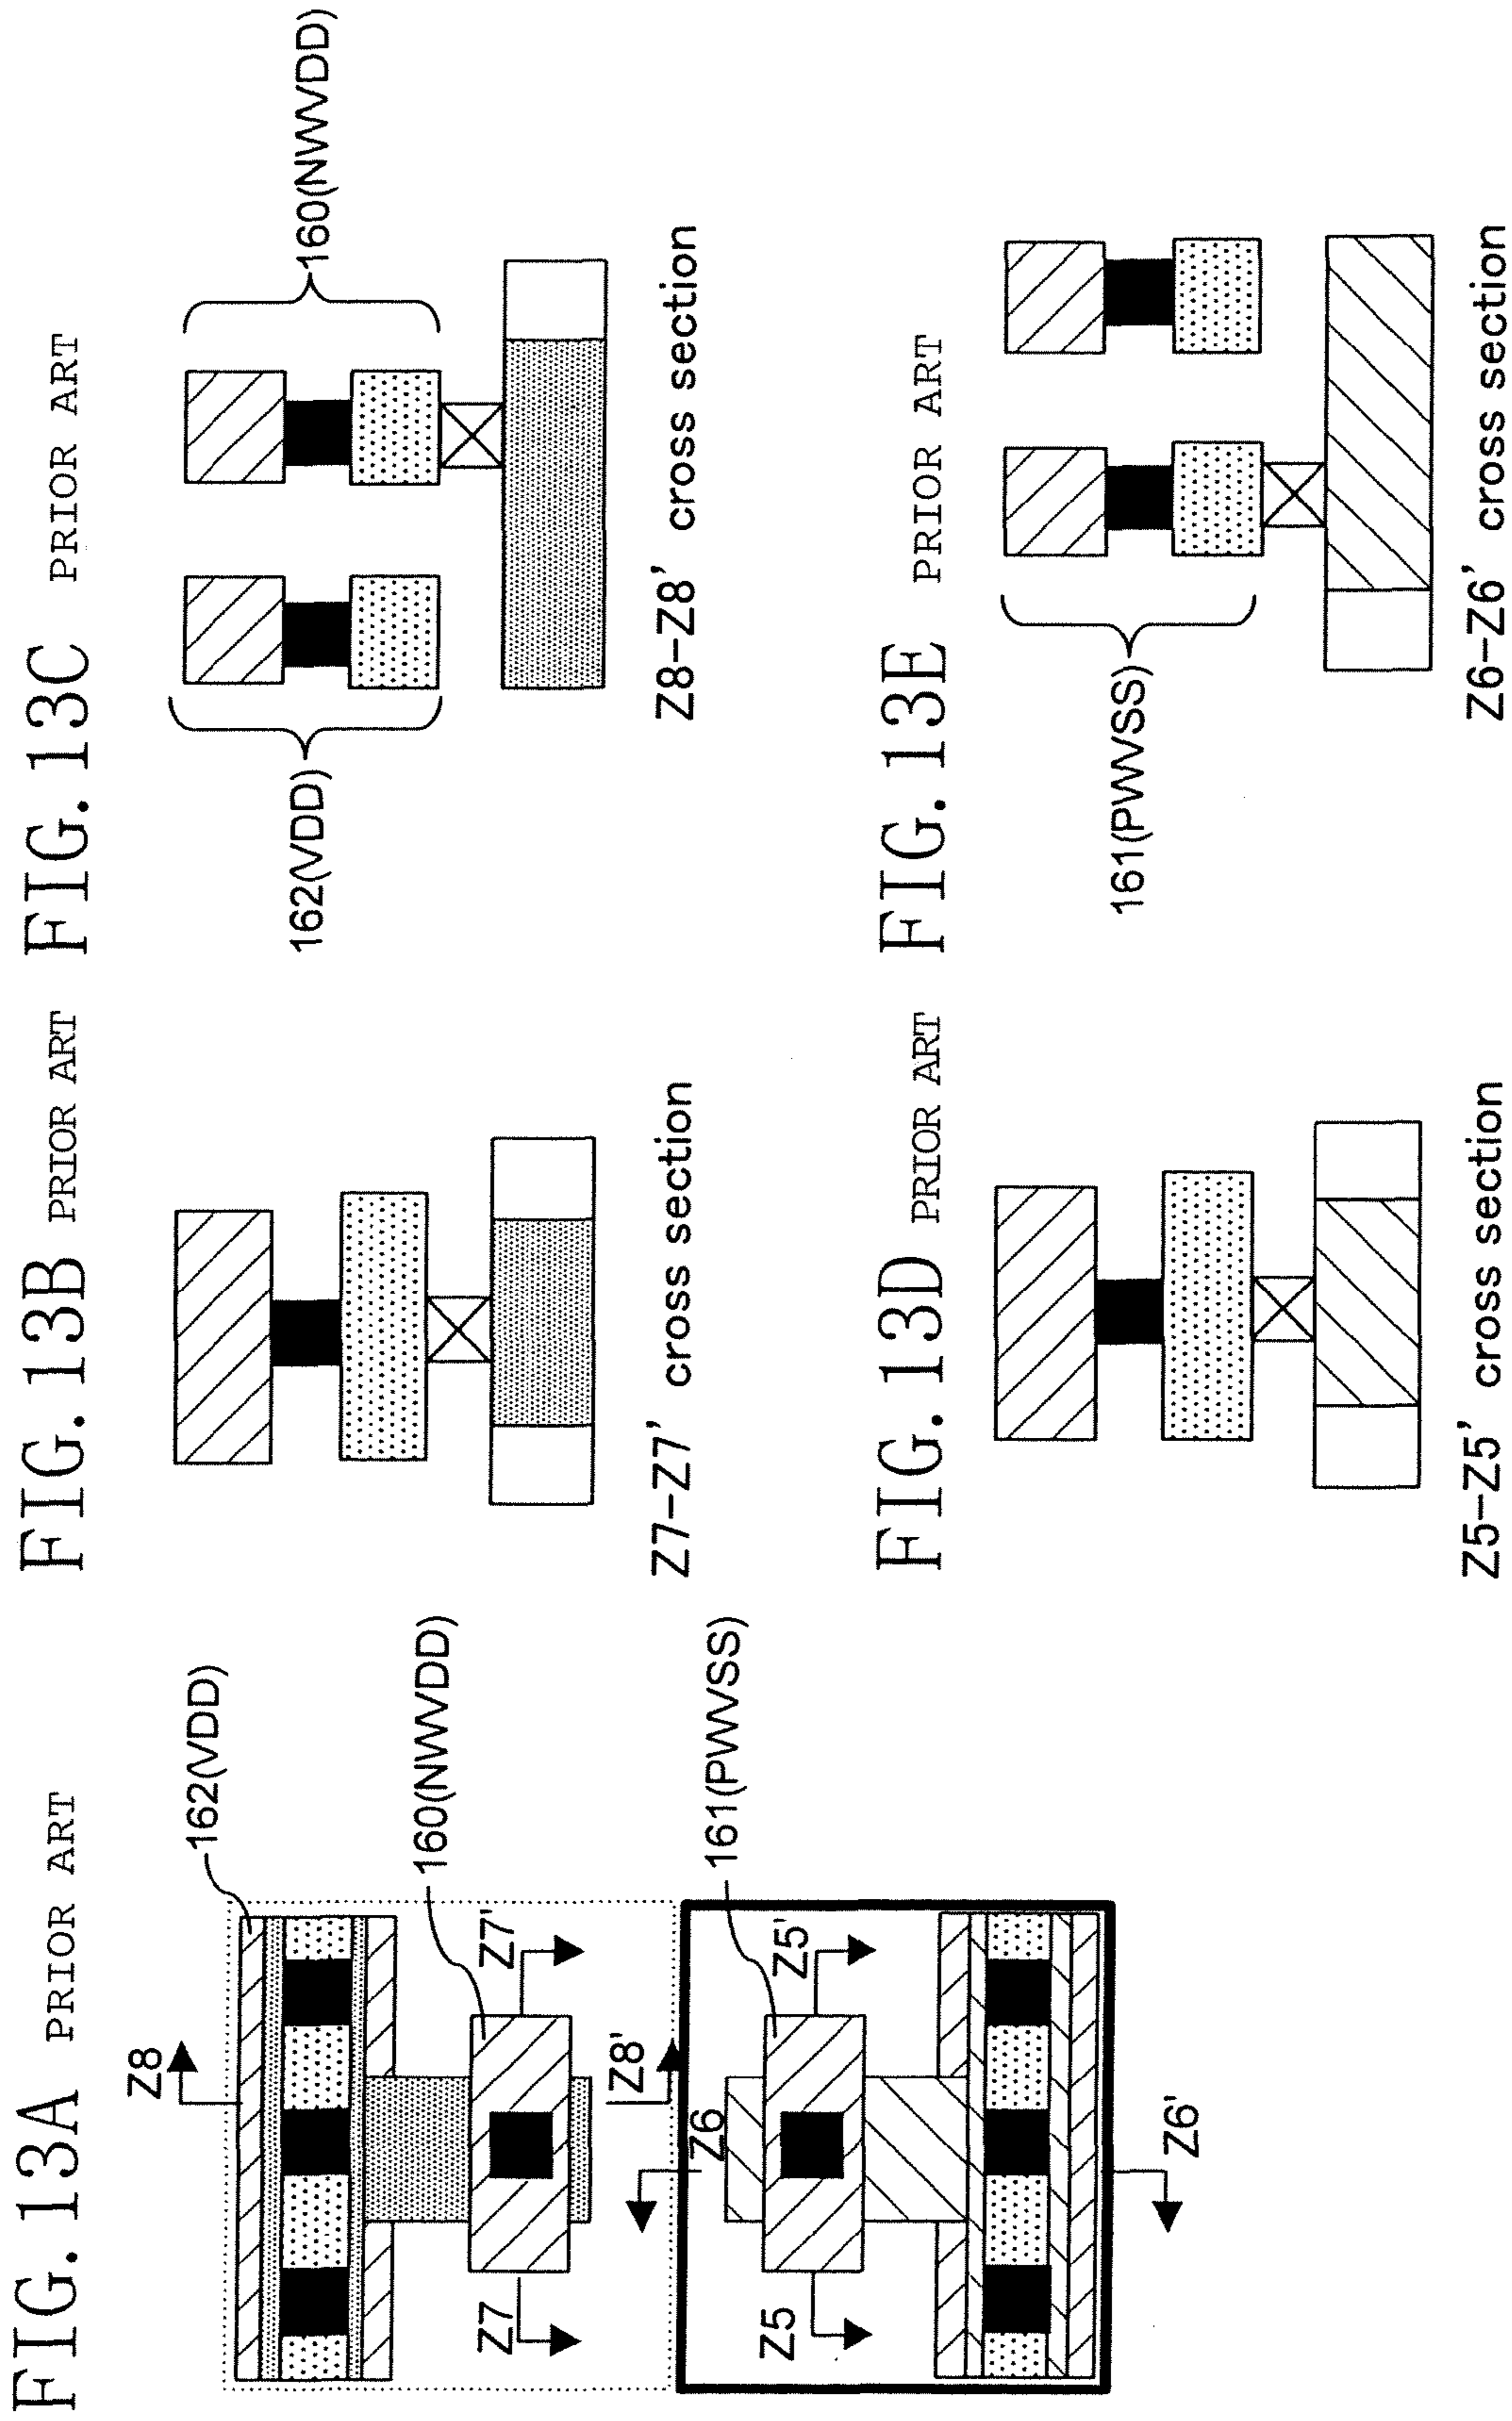 FIG. 13A PRIOR ART
162(VDD)
Z8
160(NWVDD)
Z7
Z7'
Z8'
Z6
161(PWVSS)
Z5
Z5'
Z6'
FIG. 13B PRIOR ART
Z7-Z7' cross section
FIG. 13C PRIOR ART
162(VDD)
160(NWVDD)
Z8-Z8' cross section
FIG. 13D PRIOR ART
Z5-Z5' cross section
FIG. 13E PRIOR ART
161(PWVSS)
Z6-Z6' cross section